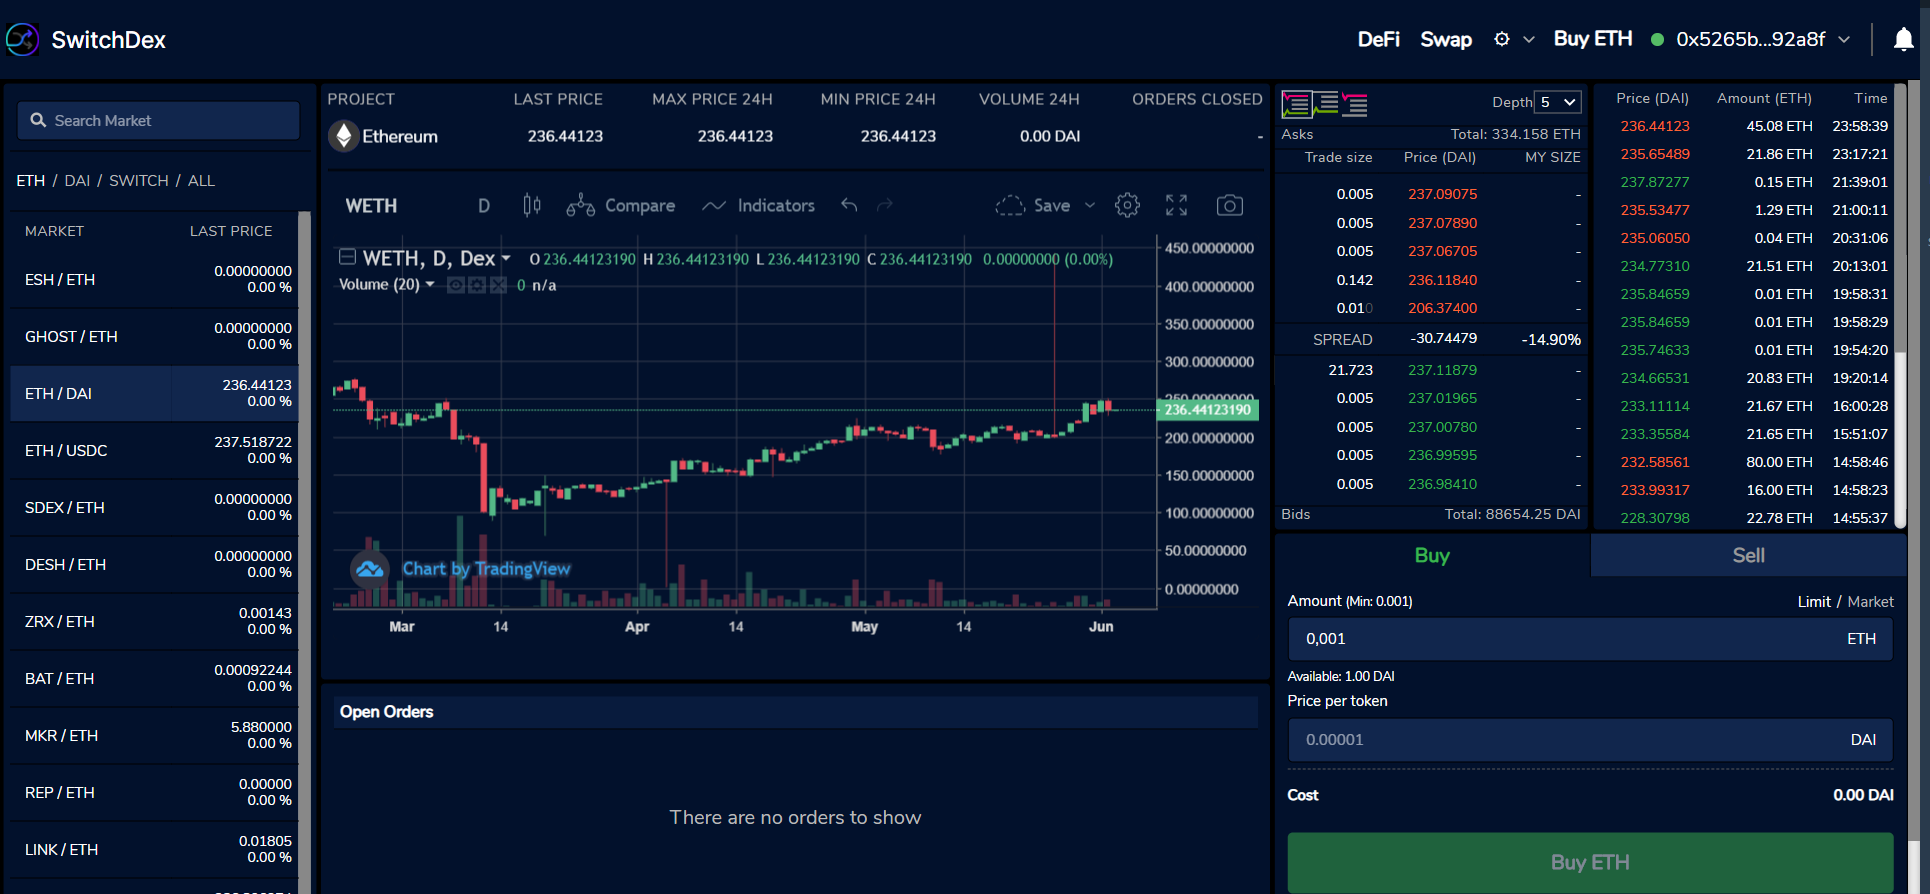 SwitchDex
DeFi Swap Buy ETH 0x5265b...92a8f
Search Market
ETH / DAI / SWITCH / ALL
MARKET LAST PRICE
ESH / ETH 0.00000000 0.00 %
GHOST / ETH 0.00000000 0.00 %
ETH / DAI 236.44123 0.00 %
ETH / USDC 237.518722 0.00 %
SDEX / ETH 0.00000000 0.00 %
DESH / ETH 0.00000000 0.00 %
ZRX / ETH 0.00143 0.00 %
BAT / ETH 0.00092244 0.00 %
MKR / ETH 5.880000 0.00 %
REP / ETH 0.00000 0.00 %
LINK / ETH 0.01805 0.00 %
PROJECT LAST PRICE MAX PRICE 24H MIN PRICE 24H VOLUME 24H ORDERS CLOSED
Ethereum 236.44123 236.44123 236.44123 0.00 DAI -
WETH D Compare Indicators Save
WETH, D, Dex O 236.44123190 H 236.44123190 L 236.44123190 C 236.44123190 0.00000000 (0.00%)
Volume (20) 0 n/a
450.00000000
400.00000000
350.00000000
300.00000000
250.00000000
236.44123190
200.00000000
150.00000000
100.00000000
50.00000000
0.00000000
Chart by TradingView
Mar 14 Apr 14 May 14 Jun
Open Orders
There are no orders to show
Depth 5
Asks Total: 334.158 ETH
Trade size Price (DAI) MY SIZE
0.005 237.09075 -
0.005 237.07890 -
0.005 237.06705 -
0.142 236.11840 -
0.010 206.37400 -
SPREAD -30.74479 -14.90%
21.723 237.11879 -
0.005 237.01965 -
0.005 237.00780 -
0.005 236.99595 -
0.005 236.98410 -
Bids Total: 88654.25 DAI
Price (DAI) Amount (ETH) Time
236.44123 45.08 ETH 23:58:39
235.65489 21.86 ETH 23:17:21
237.87277 0.15 ETH 21:39:01
235.53477 1.29 ETH 21:00:11
235.06050 0.04 ETH 20:31:06
234.77310 21.51 ETH 20:13:01
235.84659 0.01 ETH 19:58:31
235.84659 0.01 ETH 19:58:29
235.74633 0.01 ETH 19:54:20
234.66531 20.83 ETH 19:20:14
233.11114 21.67 ETH 16:00:28
233.35584 21.65 ETH 15:51:07
232.58561 80.00 ETH 14:58:46
233.99317 16.00 ETH 14:58:23
228.30798 22.78 ETH 14:55:37
Buy Sell
Amount (Min: 0.001) Limit / Market
0,001 ETH
Available: 1.00 DAI
Price per token
0.00001 DAI
Cost 0.00 DAI
Buy ETH